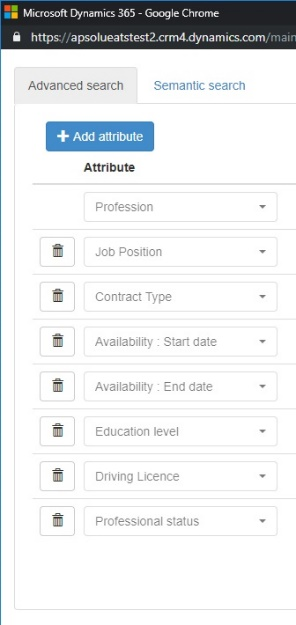 Microsoft Dynamics 365 - Google Chrome
https://apsolueatstest2.crm4.dynamics.com/main
Advanced search
Semantic search
+ Add attribute
Attribute
Profession
Job Position
Contract Type
Availability : Start date
Availability : End date
Education level
Driving Licence
Professional status